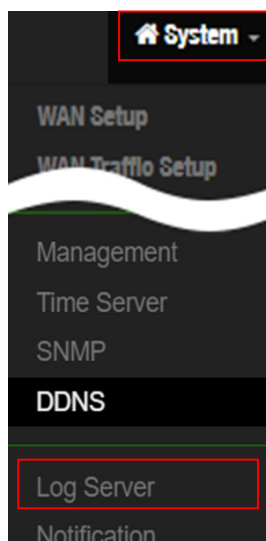 System
WAN Setup
WAN Traffic Setup
Management
Time Server
SNMP
DDNS
Log Server
Notification